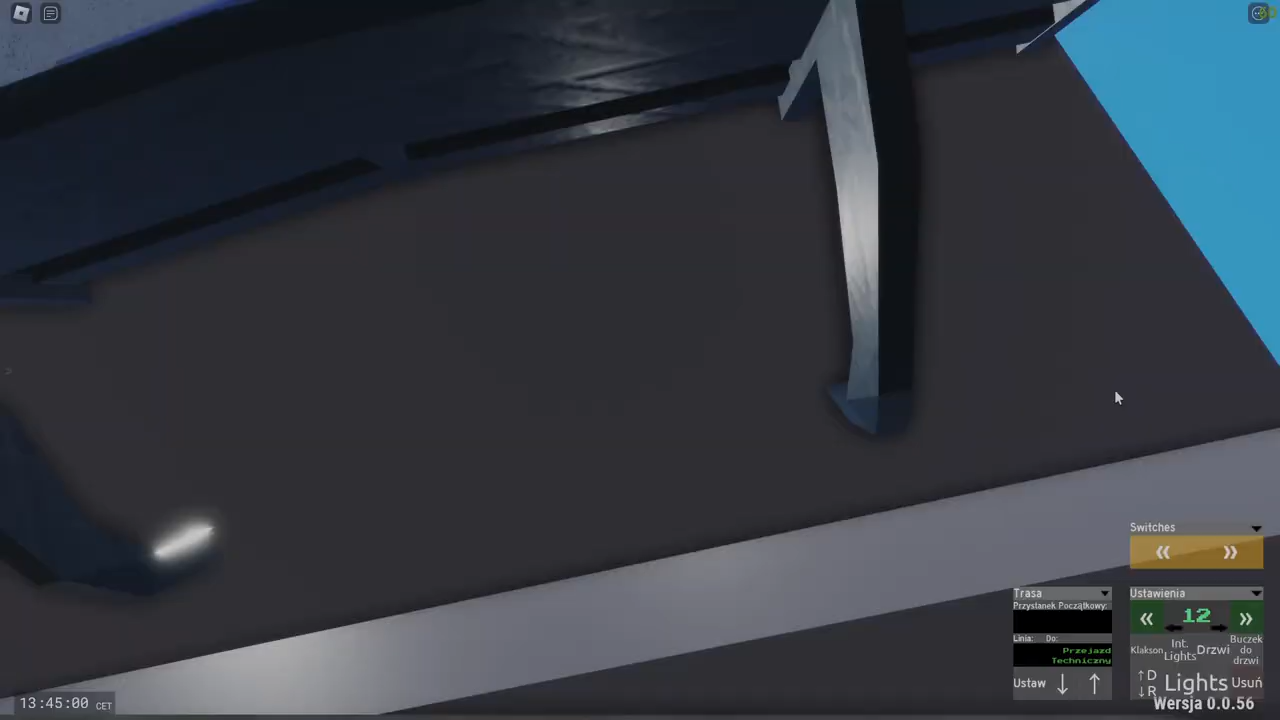 Switches
« »
Trasa
Przystanek Początkowy:
Linia: Do:
Przejazd
Techniczny
Ustaw ↓ ↑
Ustawienia
« 12 »
Klakson Int. Lights Drzwi Buczek do drzwi
↑D ↓R Lights Usuń
Wersja 0.0.56
13:45:00 CET